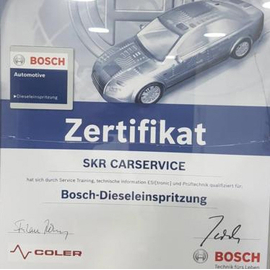 BOSCH
BOSCH
Automotive
Dieseleinspritzung
Zertifikat
SKR CARSERVICE
hat sich durch Service Training, technische Information ESI[tronic] und Prüftechnik qualifiziert für:
Bosch-Dieseleinspritzung
COLER
BOSCH
Technik fürs Leben